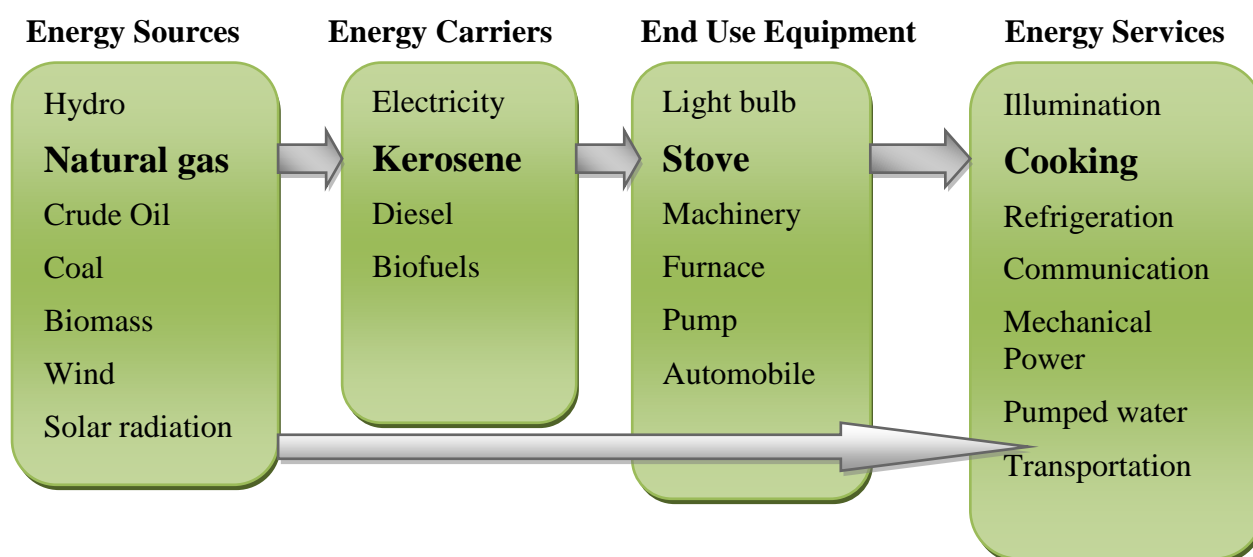 Energy Sources
Energy Carriers
End Use Equipment
Energy Services
Hydro
Natural gas
Crude Oil
Coal
Biomass
Wind
Solar radiation
Electricity
Kerosene
Diesel
Biofuels
Light bulb
Stove
Machinery
Furnace
Pump
Automobile
Illumination
Cooking
Refrigeration
Communication
Mechanical
Power
Pumped water
Transportation